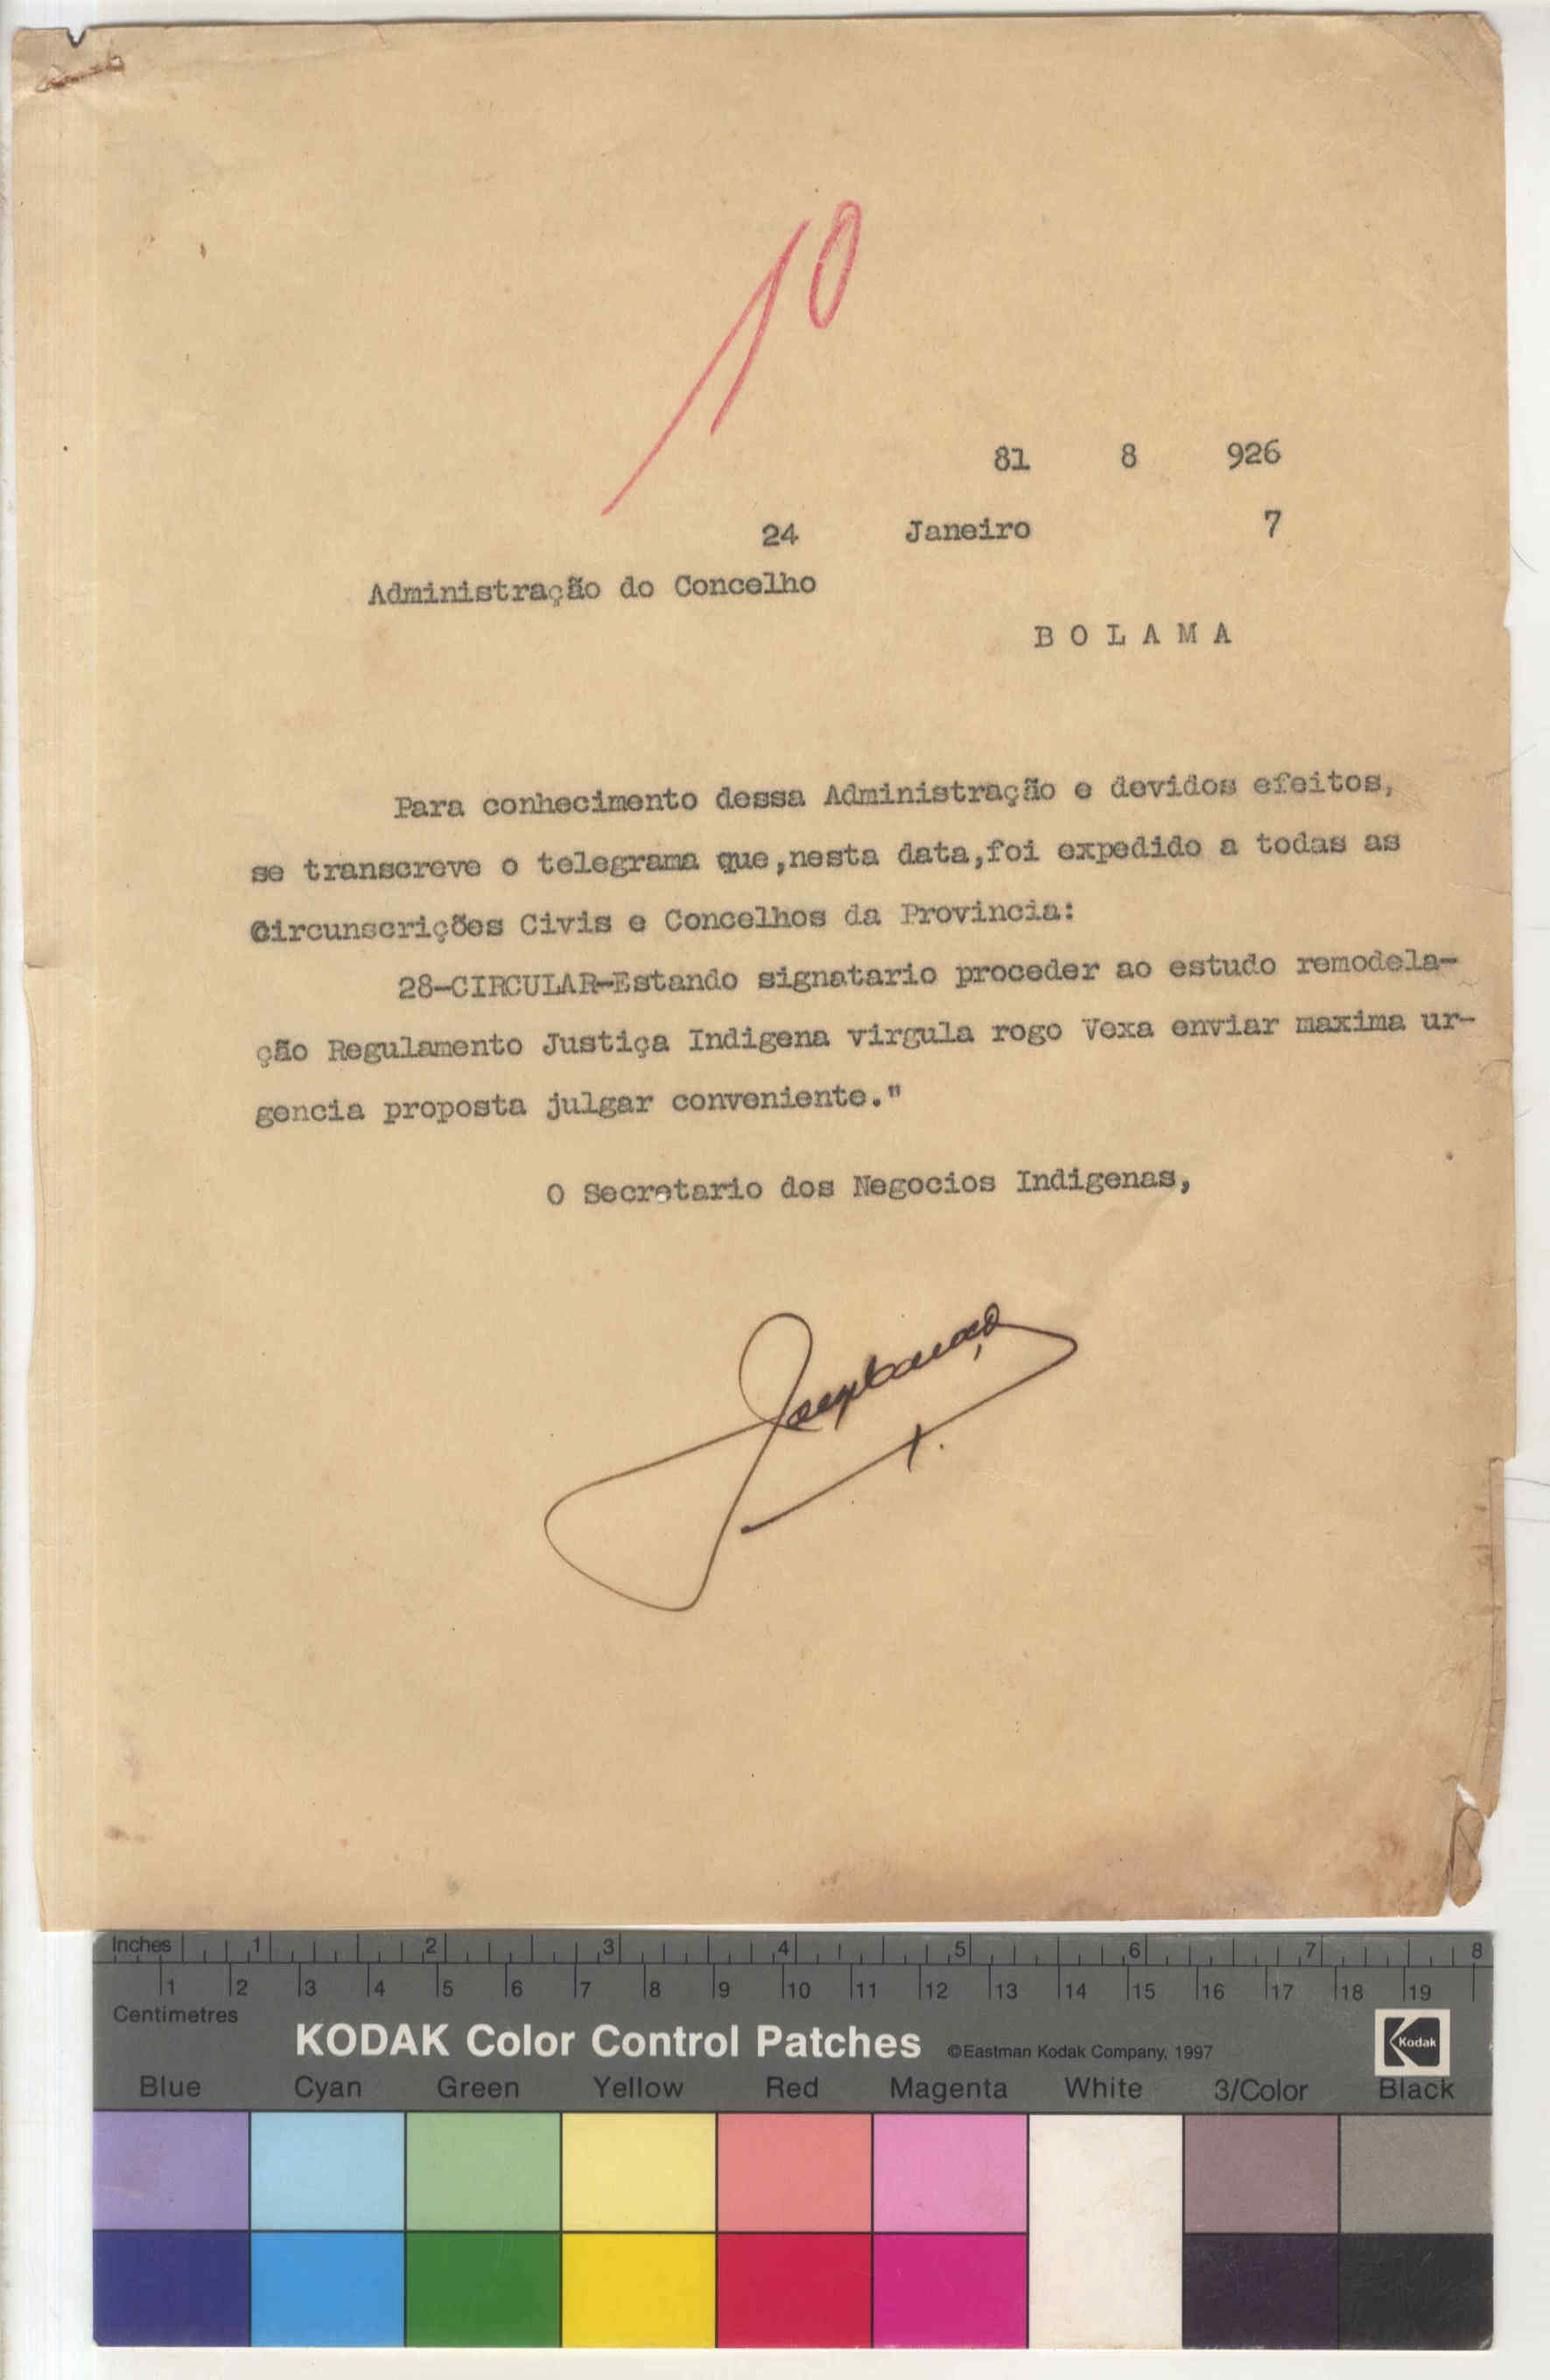 10
81 8 926
24 Janeiro 7
Administração do Concelho
BOLAMA
Para conhecimento dessa Administração e devidos efeitos,
se transcreve o telegrama que,nesta data,foi expedido a todas as
Circunscrições Civis e Concelhos da Provincia:
28-CIRCULAR-Estando signatario proceder ao estudo remodela-
ção Regulamento Justiça Indigena virgula rogo Vexa enviar maxima ur-
gencia proposta julgar conveniente."
O Secretario dos Negocios Indigenas,
Inches 1 2 3 4 5 6 7 8
1 2 3 4 5 6 7 8 9 10 11 12 13 14 15 16 17 18 19
Centimetres
KODAK Color Control Patches ©Eastman Kodak Company, 1997 Kodak
Blue Cyan Green Yellow Red Magenta White 3/Color Black